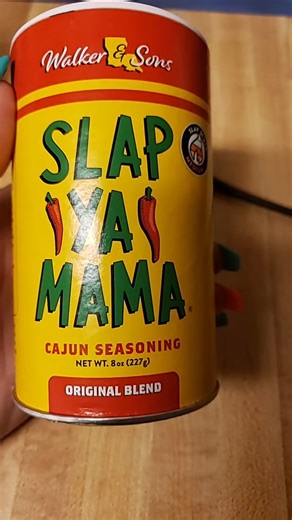 Walker & Sons
SLAP
YA
MAMA
CAJUN SEASONING
NET WT. 8oz (227g)
ORIGINAL BLEND